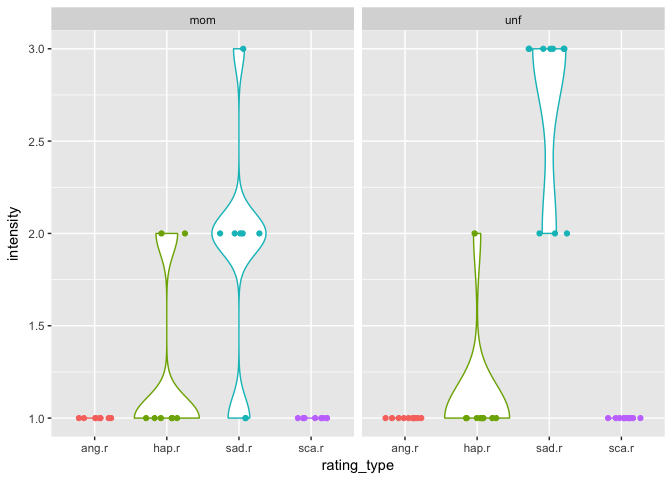 mom unf
3.0
2.5
2.0
1.5
1.0
intensity
ang.r hap.r sad.r sca.r ang.r hap.r sad.r sca.r
rating_type